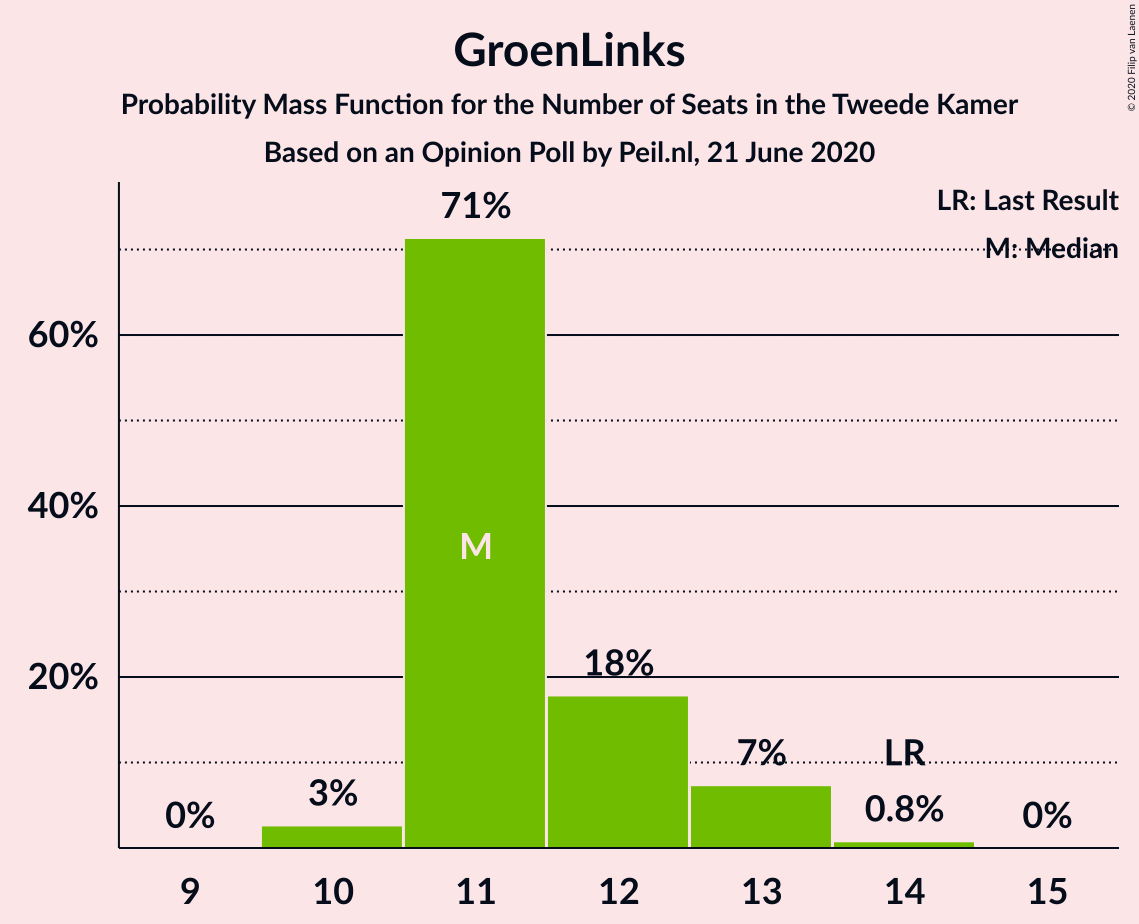 GroenLinks
Probability Mass Function for the Number of Seats in the Tweede Kamer
Based on an Opinion Poll by Peil.nl, 21 June 2020
© 2020 Filip van Laenen
LR: Last Result
M: Median
71%
60%
40%
M
20%
18%
7%
LR
3%
0.8%
0%
0%
9 10 11 12 13 14 15